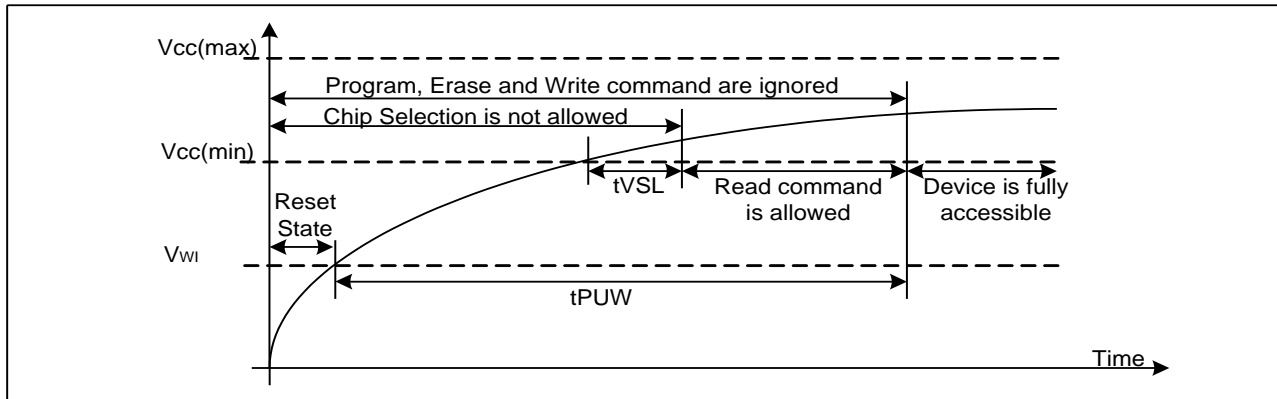 Vcc(max)
Program, Erase and Write command are ignored
Chip Selection is not allowed
Vcc(min)
tVSL
Read command
is allowed
Device is fully
accessible
Reset
State
VWI
tPUW
Time